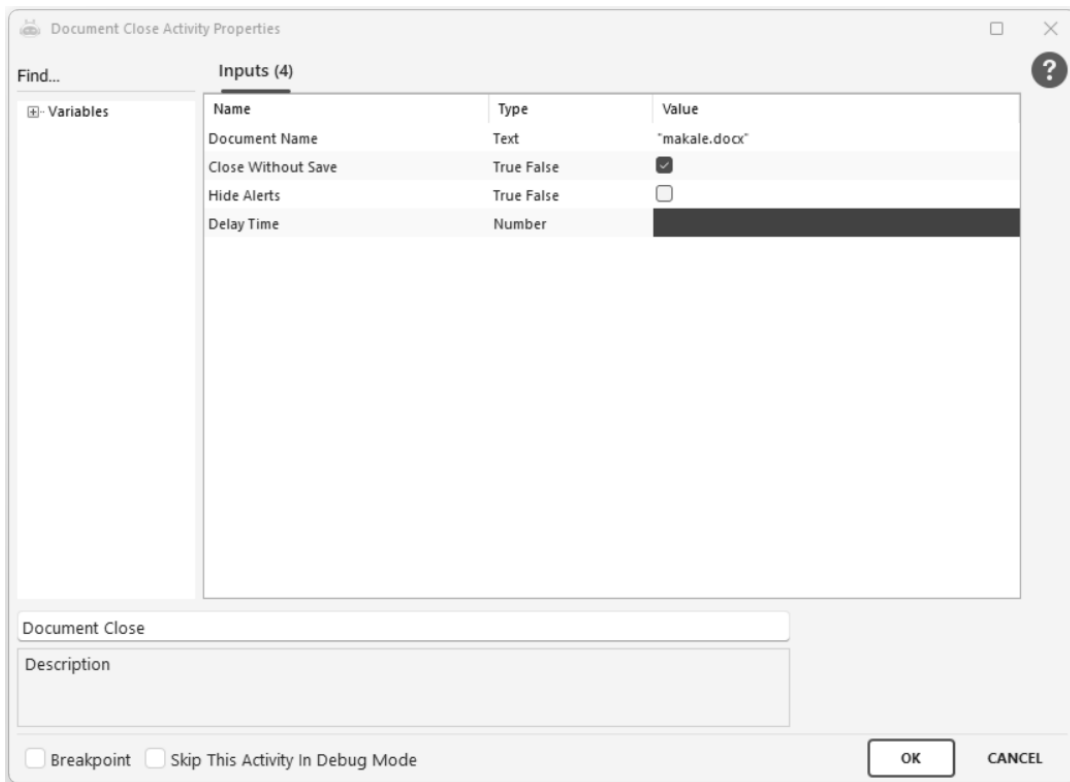 Document Close Activity Properties
Find...
Inputs (4)
?
Variables
Name Type Value
Document Name Text "makale.docx"
Close Without Save True False
Hide Alerts True False
Delay Time Number
Document Close
Description
Breakpoint Skip This Activity In Debug Mode OK CANCEL